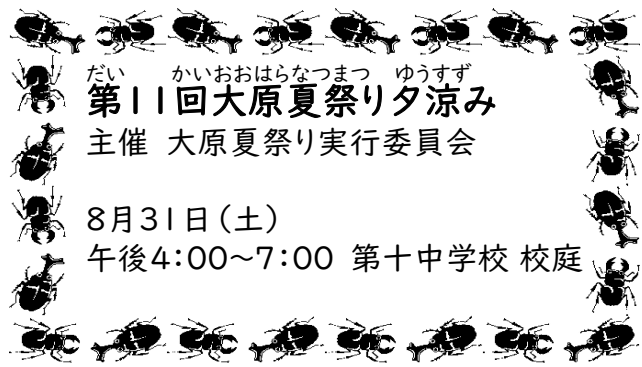 だい かいおおはらなつまつ ゆうすず
第11回大原夏祭り夕涼み
主催 大原夏祭り実行委員会
8月31日（土）
午後4：00～7：00 第十中学校 校庭